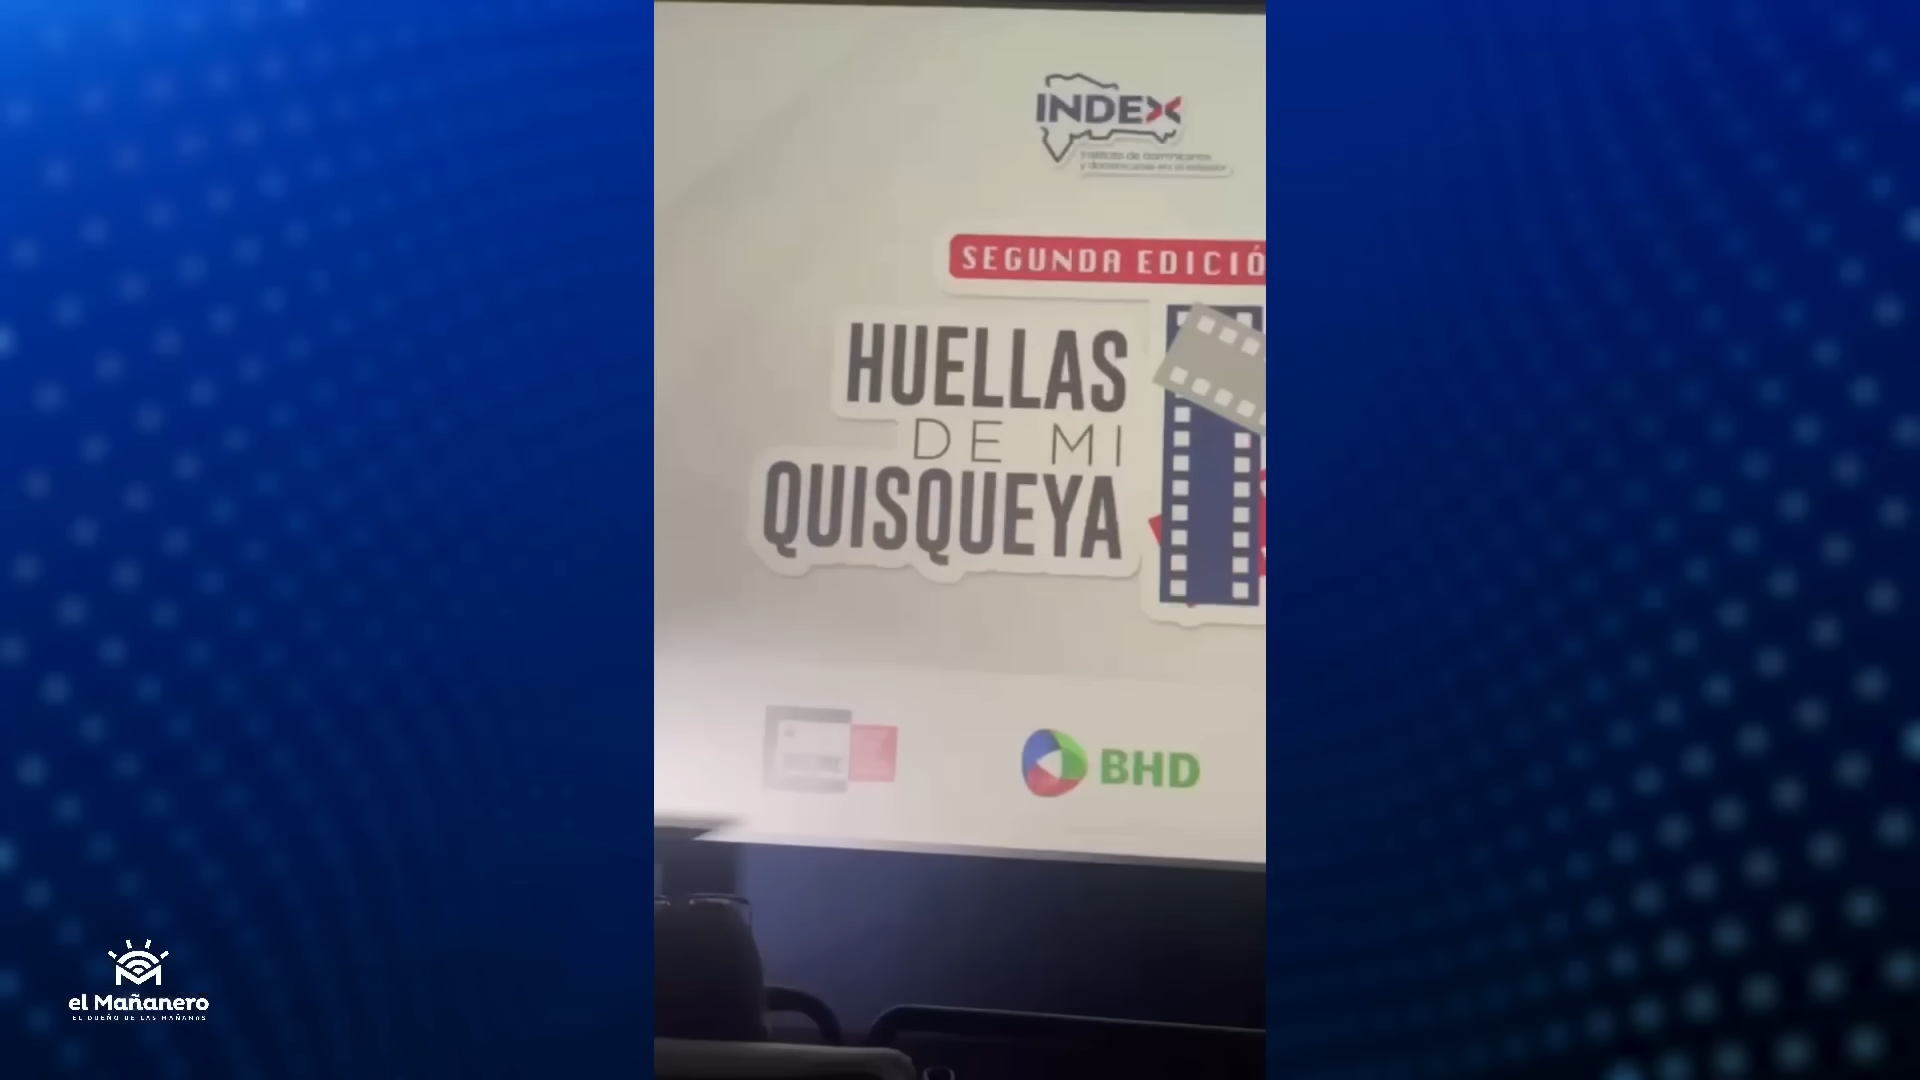 INDEX
SEGUNDA EDICIÓ
HUELLAS
DE MI
QUISQUEYA
BHD
el Mañanero
EL DUEÑO DE LAS MAÑANAS